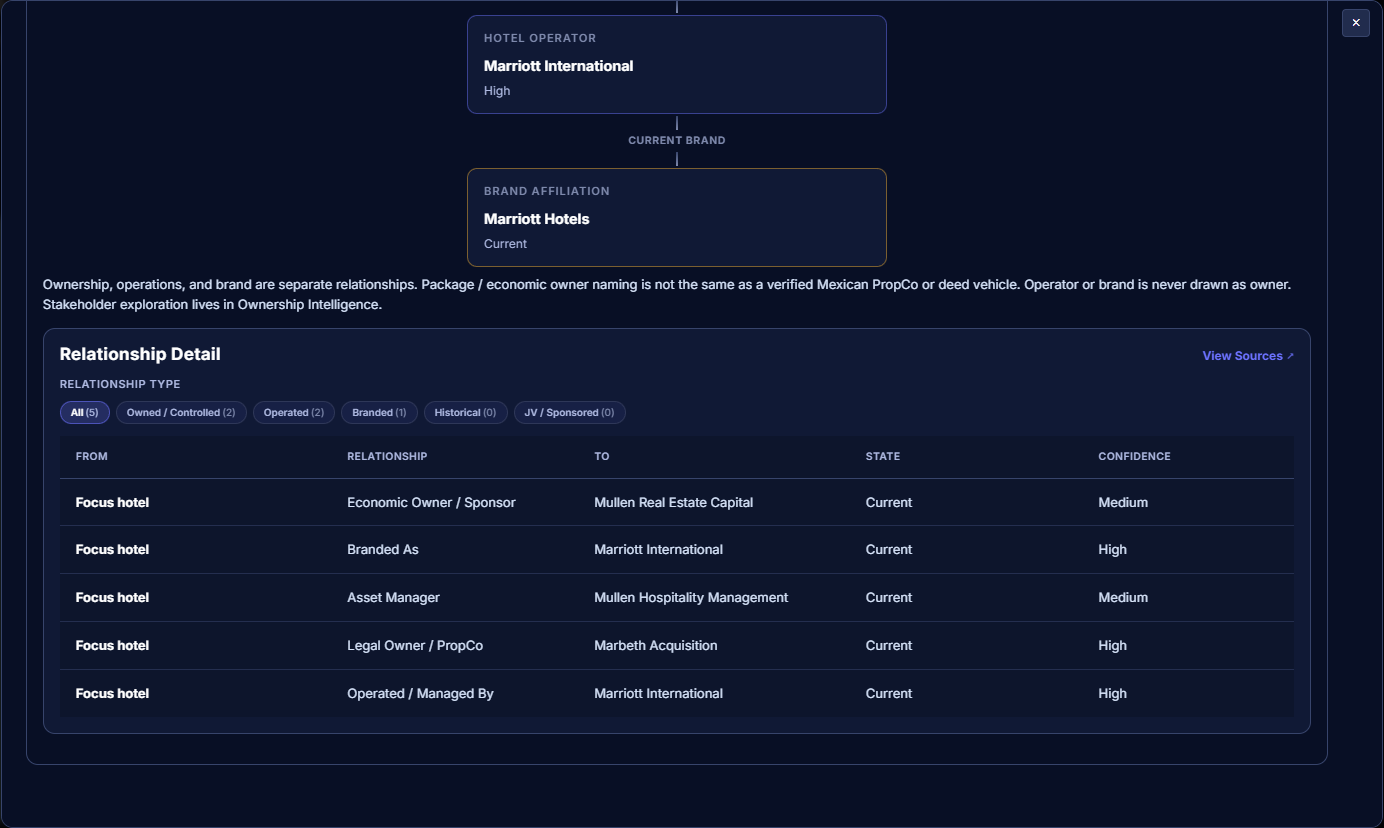 HOTEL OPERATOR
Marriott International
High
CURRENT BRAND
BRAND AFFILIATION
Marriott Hotels
Current
Ownership, operations, and brand are separate relationships. Package / economic owner naming is not the same as a verified Mexican PropCo or deed vehicle. Operator or brand is never drawn as owner.
Stakeholder exploration lives in Ownership Intelligence.
Relationship Detail
View Sources ↗
RELATIONSHIP TYPE
All (5) Owned / Controlled (2) Operated (2) Branded (1) Historical (0) JV / Sponsored (0)
FROM RELATIONSHIP TO STATE CONFIDENCE
Focus hotel Economic Owner / Sponsor Mullen Real Estate Capital Current Medium
Focus hotel Branded As Marriott International Current High
Focus hotel Asset Manager Mullen Hospitality Management Current Medium
Focus hotel Legal Owner / PropCo Marbeth Acquisition Current High
Focus hotel Operated / Managed By Marriott International Current High